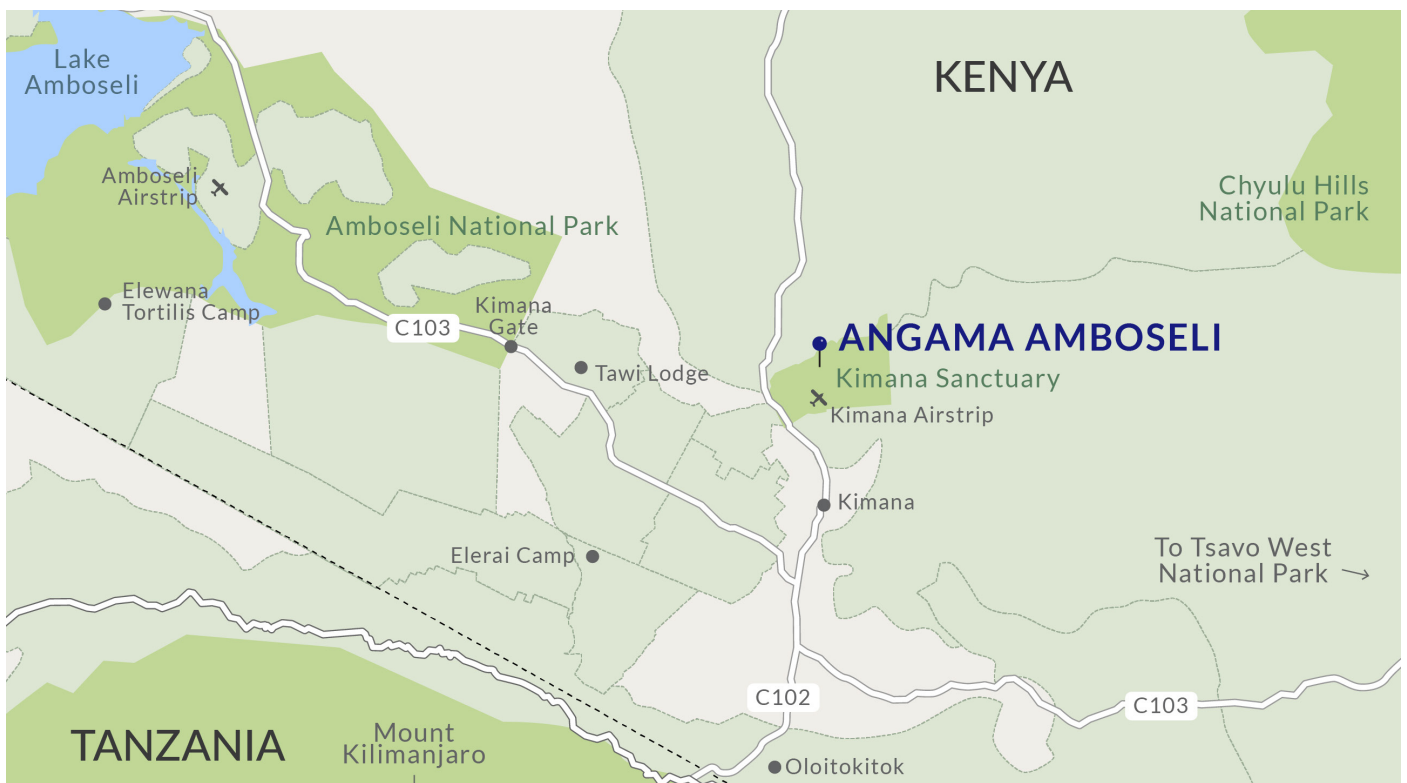 Lake
Amboseli
KENYA
Amboseli
Airstrip
Chyulu Hills
National Park
Amboseli National Park
Elewana
Tortilis Camp
Kimana
Gate
C103
ANGAMA AMBOSELI
Tawi Lodge
Kimana Sanctuary
Kimana Airstrip
Kimana
Elerai Camp
To Tsavo West
National Park
C102
C103
TANZANIA
Mount
Kilimanjaro
Oloitokitok